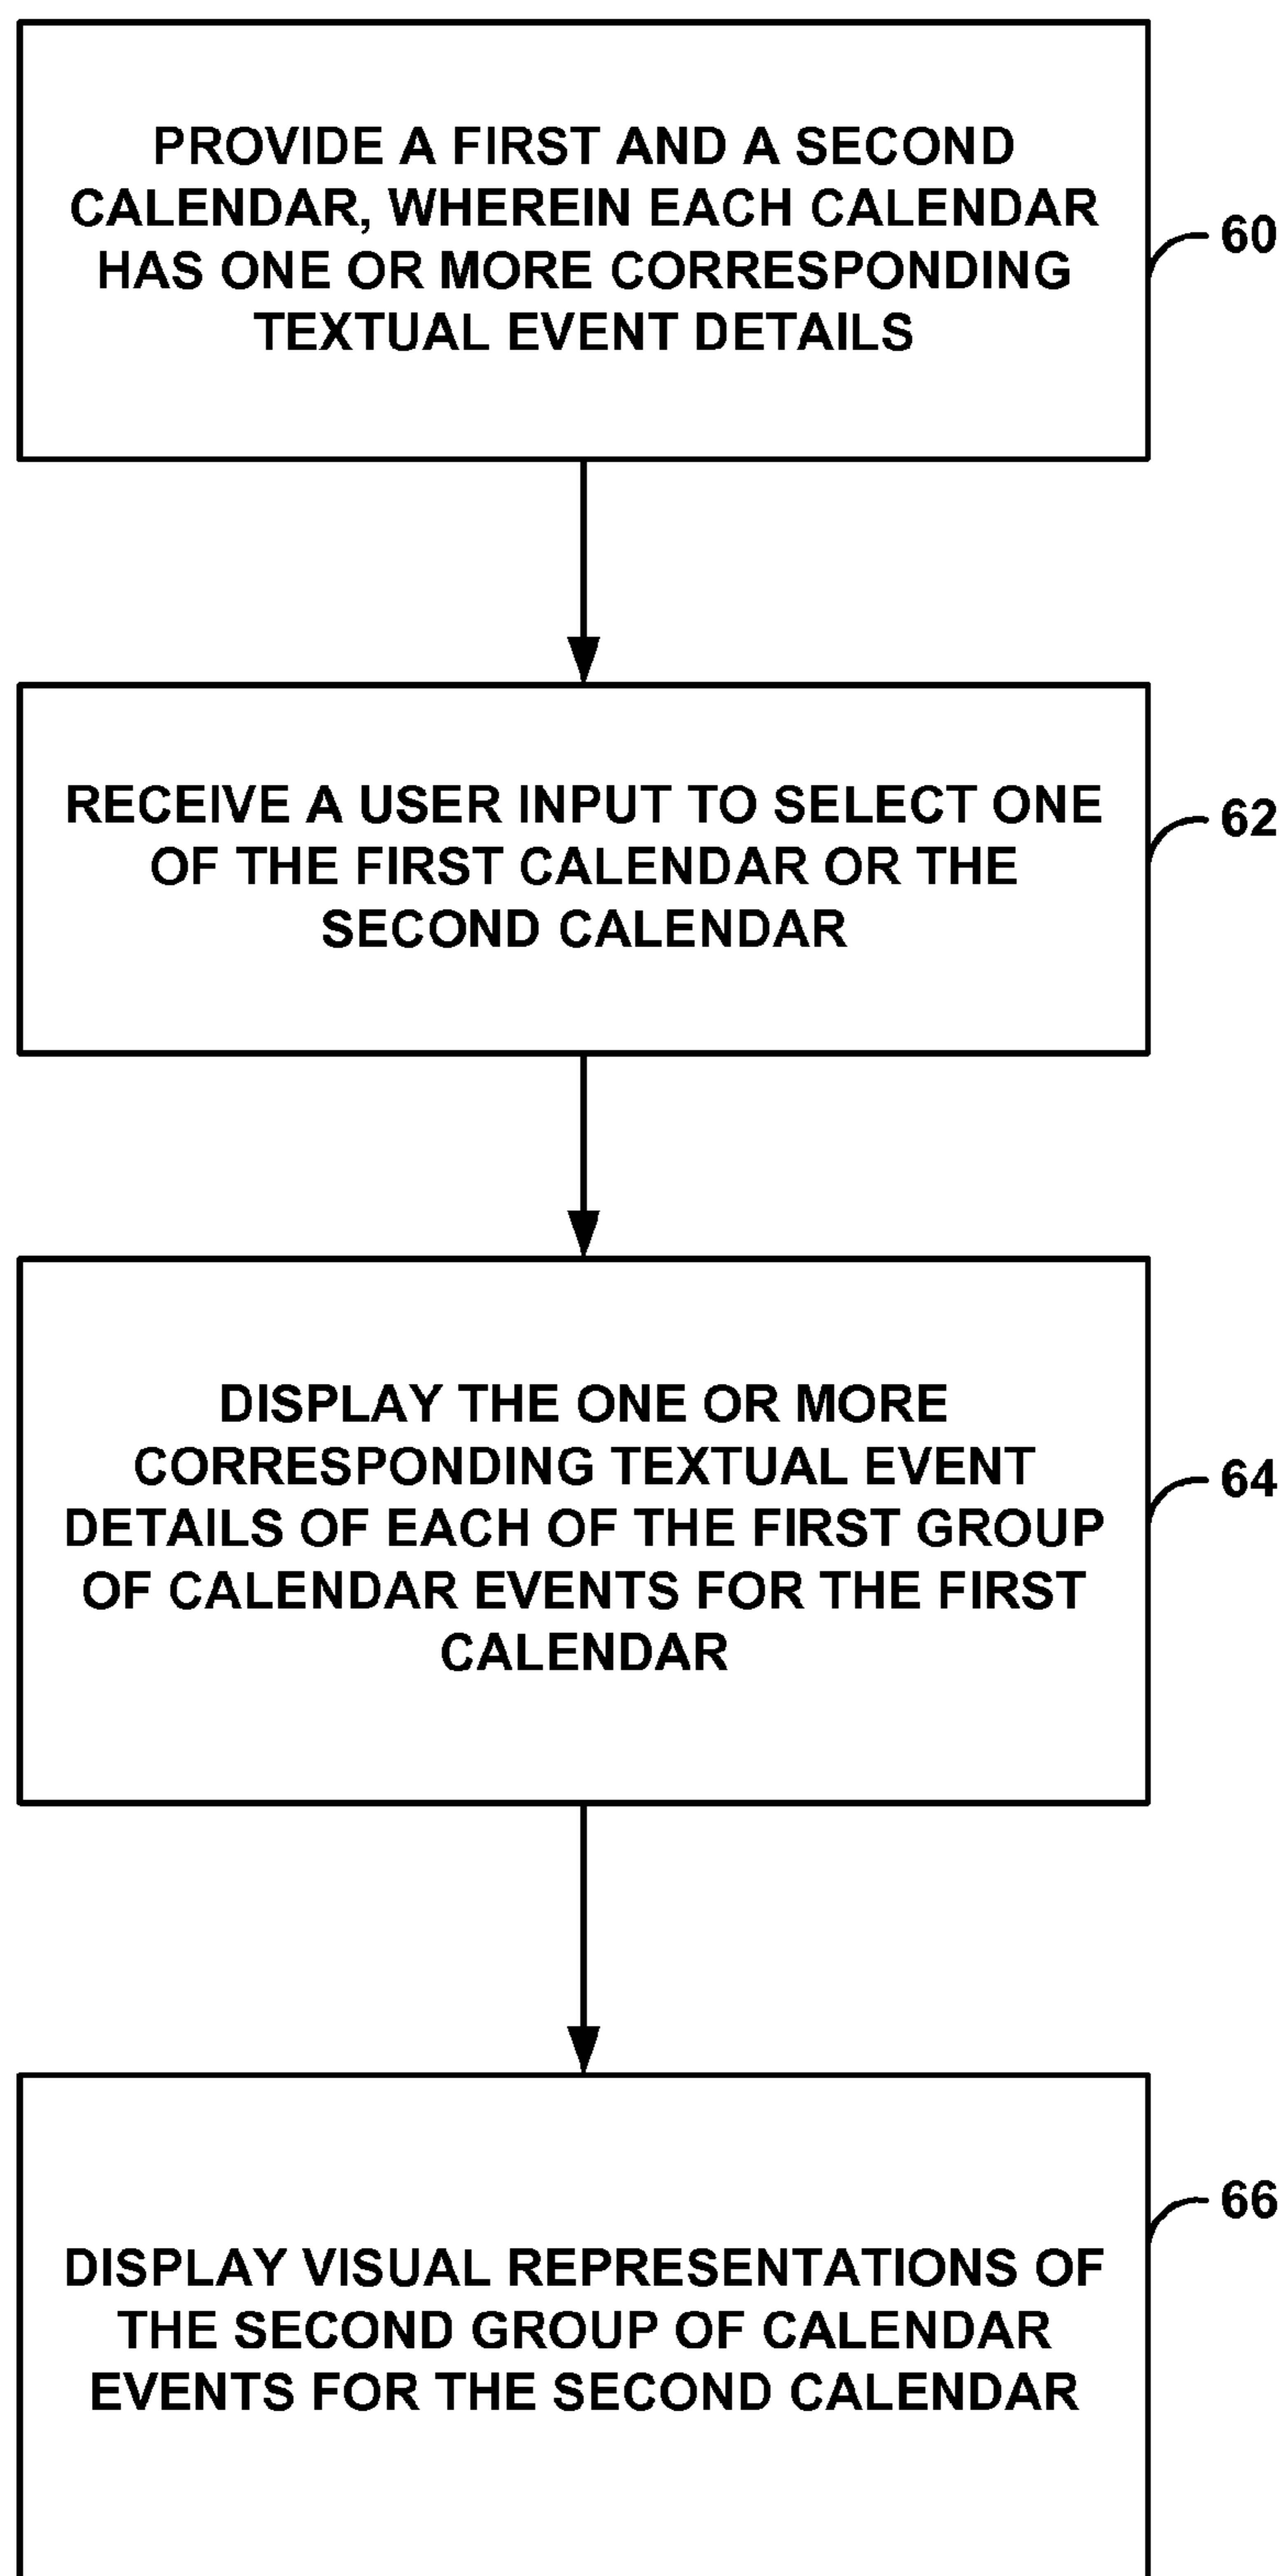 PROVIDE A FIRST AND A SECOND
CALENDAR, WHEREIN EACH CALENDAR
HAS ONE OR MORE CORRESPONDING
TEXTUAL EVENT DETAILS
60
RECEIVE A USER INPUT TO SELECT ONE
OF THE FIRST CALENDAR OR THE
SECOND CALENDAR
62
DISPLAY THE ONE OR MORE
CORRESPONDING TEXTUAL EVENT
DETAILS OF EACH OF THE FIRST GROUP
OF CALENDAR EVENTS FOR THE FIRST
CALENDAR
64
DISPLAY VISUAL REPRESENTATIONS OF
THE SECOND GROUP OF CALENDAR
EVENTS FOR THE SECOND CALENDAR
66